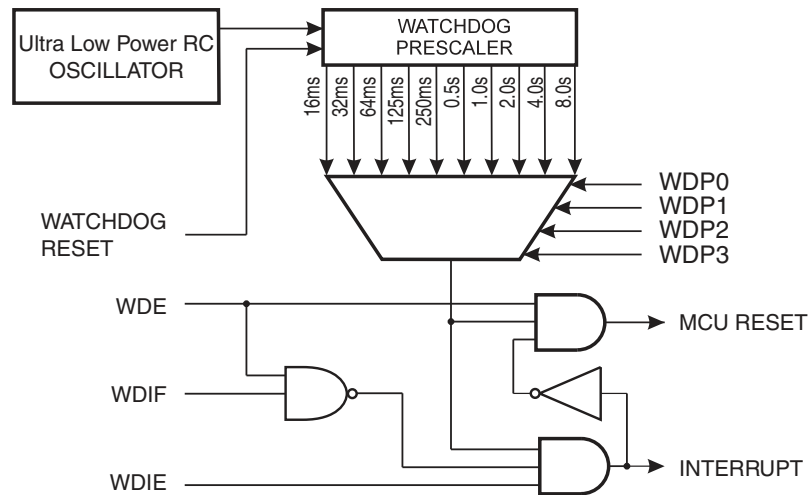 Ultra Low Power RC
OSCILLATOR
WATCHDOG
PRESCALER
16ms
32ms
64ms
125ms
250ms
0.5s
1.0s
2.0s
4.0s
8.0s
WDP0
WDP1
WDP2
WDP3
WATCHDOG
RESET
WDE
MCU RESET
WDIF
INTERRUPT
WDIE